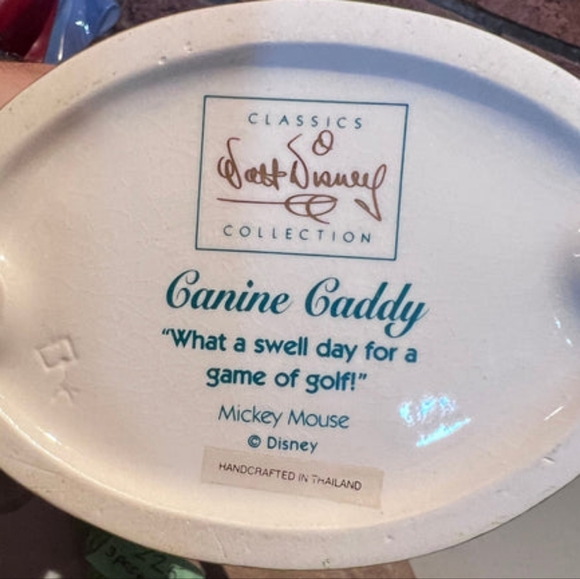 CLASSICS
Walt Disney
COLLECTION
Canine Caddy
“What a swell day for a
game of golf!”
Mickey Mouse
© Disney
HANDCRAFTED IN THAILAND